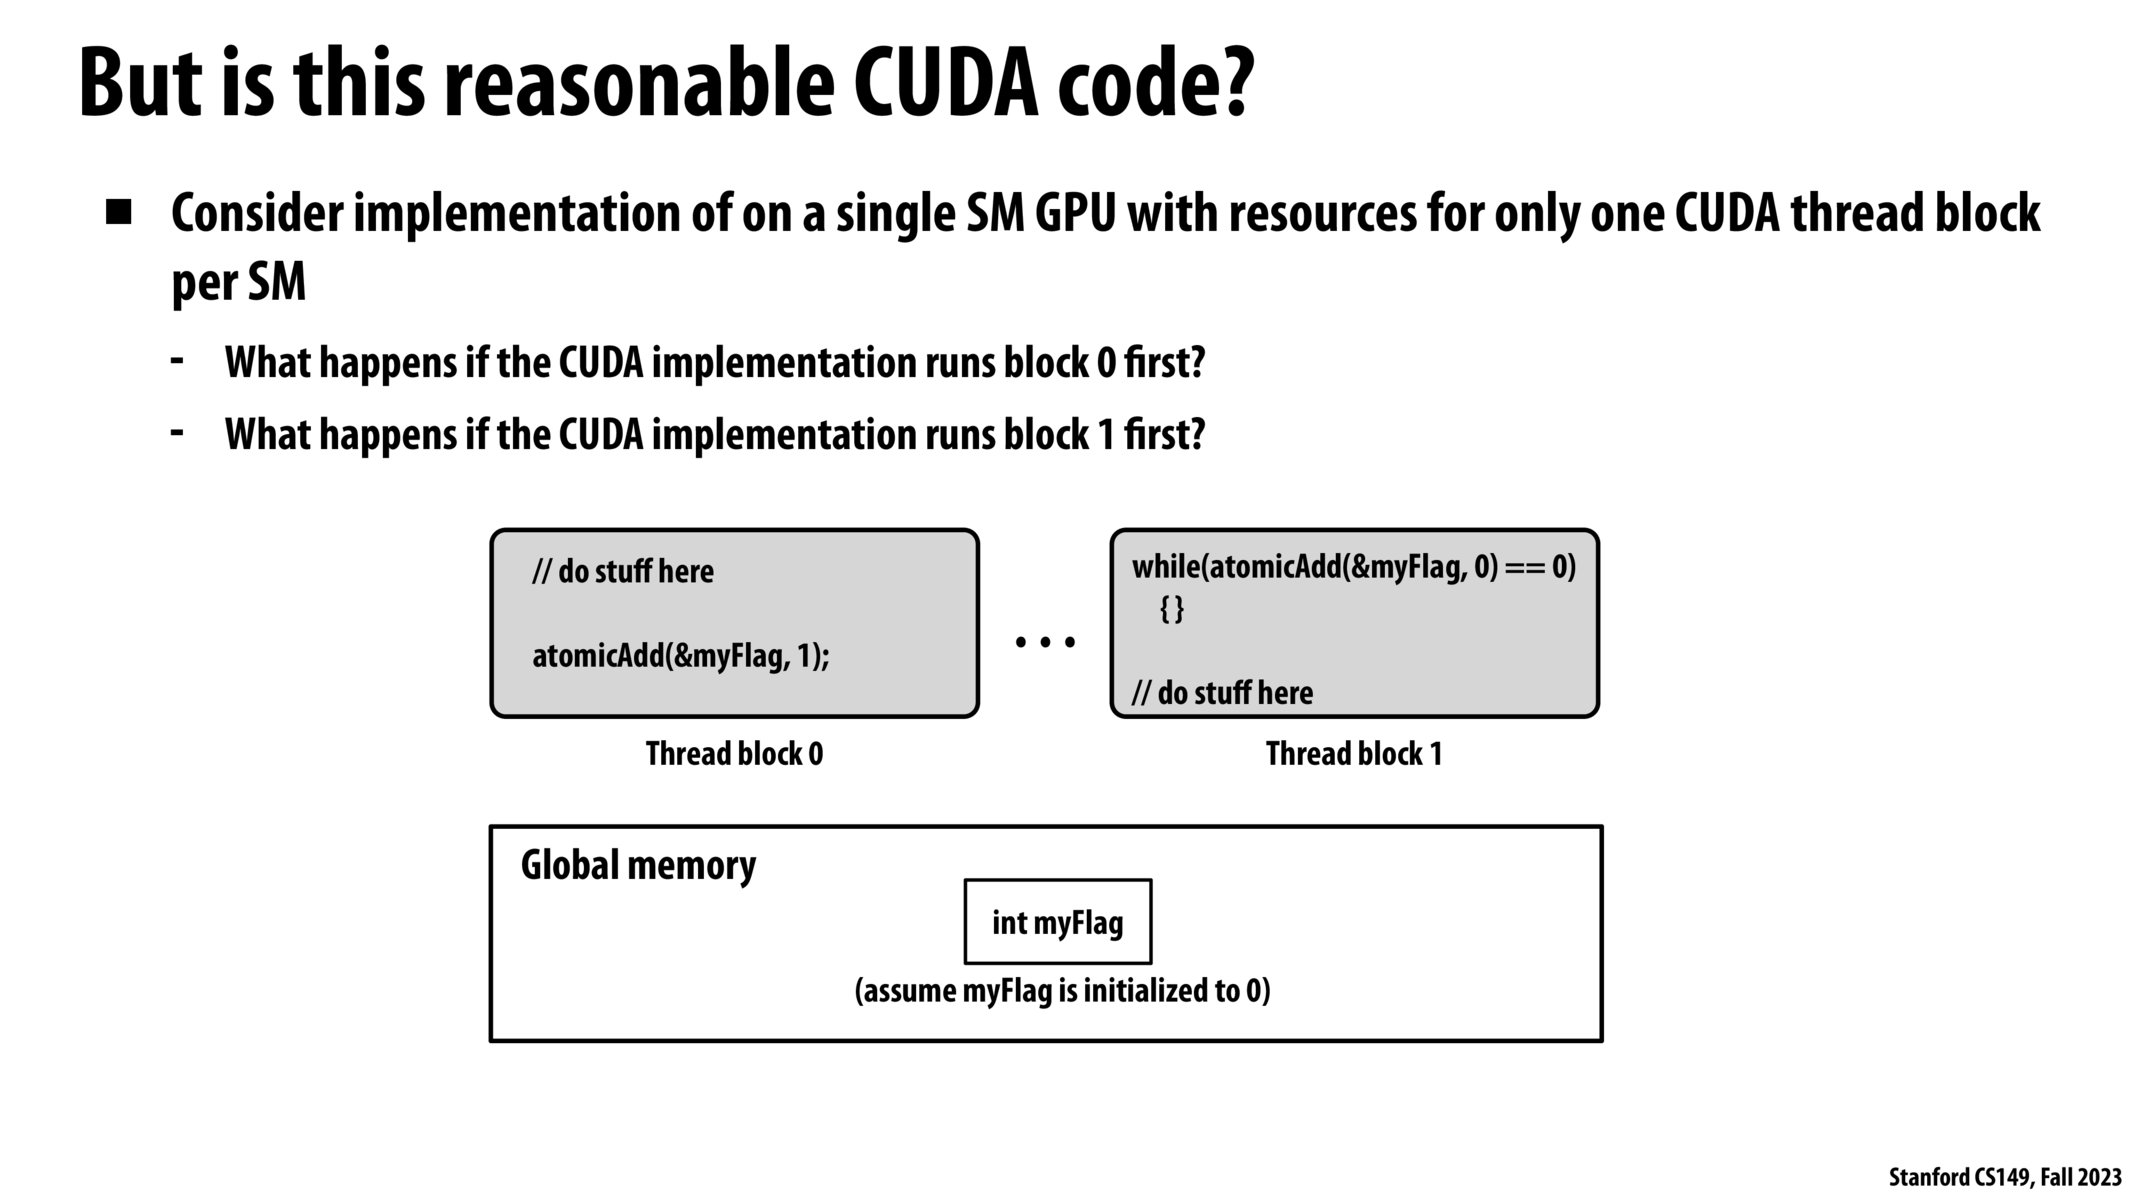 But is this reasonable CUDA code?
■ Consider implementation of on a single SM GPU with resources for only one CUDA thread block
per SM
- What happens if the CUDA implementation runs block 0 first?
- What happens if the CUDA implementation runs block 1 first?
// do stuff here
atomicAdd(&myFlag, 1);
Thread block 0
• • •
while(atomicAdd(&myFlag, 0) == 0)
{ }
// do stuff here
Thread block 1
Global memory
int myFlag
(assume myFlag is initialized to 0)
Stanford CS149, Fall 2023